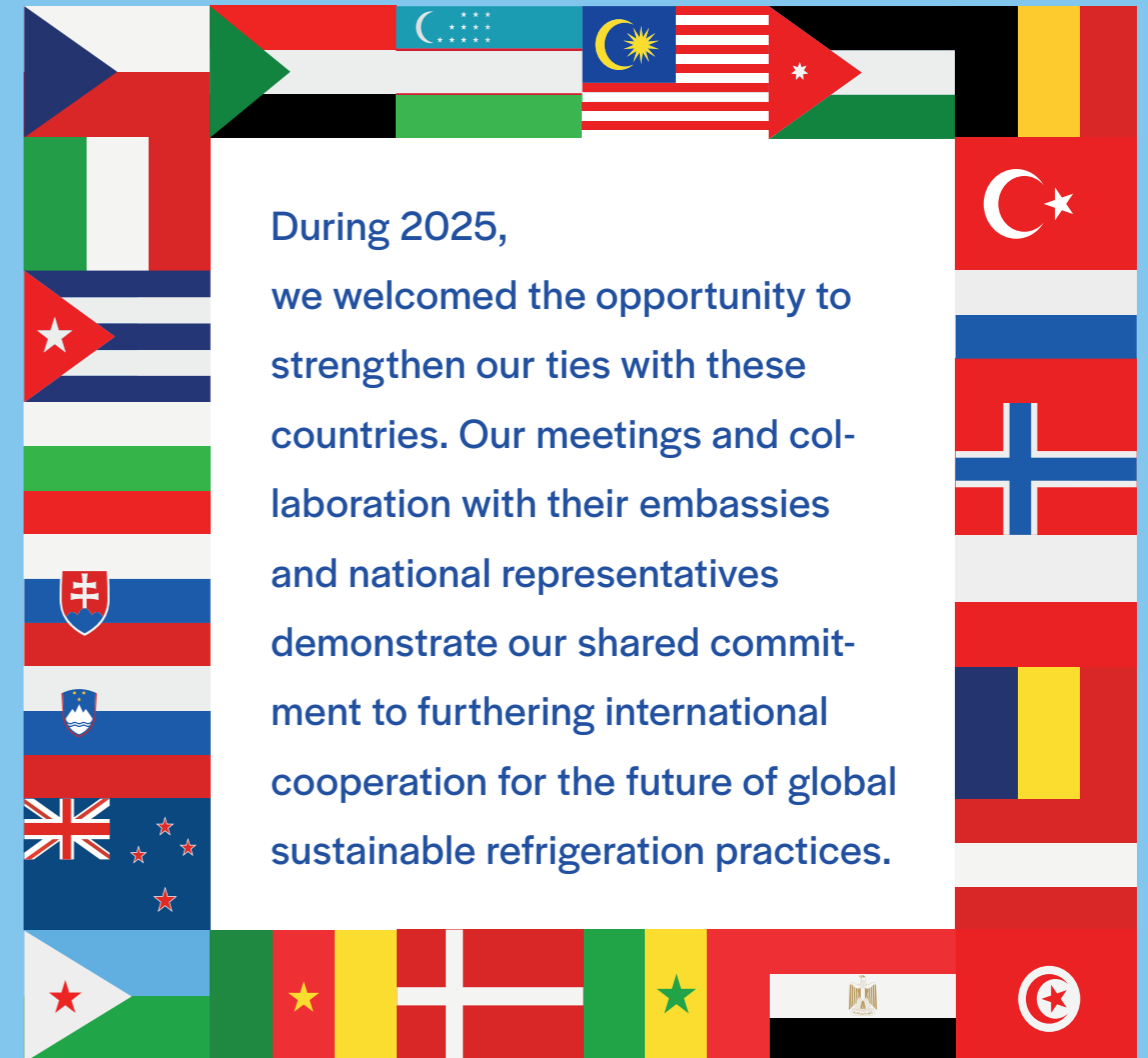 During 2025,
we welcomed the opportunity to
strengthen our ties with these
countries. Our meetings and col-
laboration with their embassies
and national representatives
demonstrate our shared commit-
ment to furthering international
cooperation for the future of global
sustainable refrigeration practices.